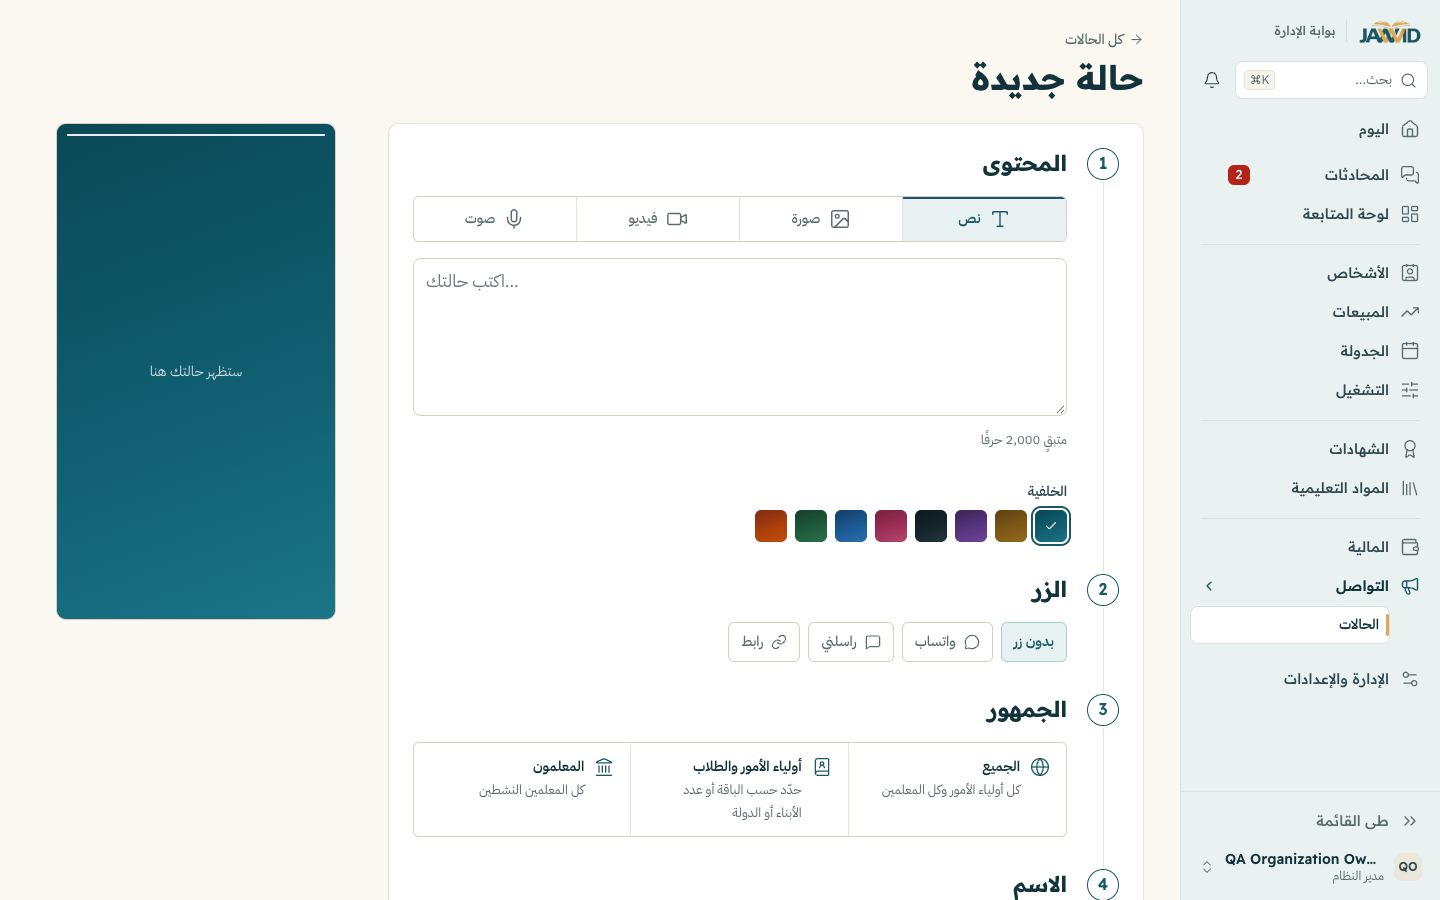 JAWWID
بوابة الإدارة
بحث...
⌘K
اليوم
المحادثات
2
لوحة المتابعة
الأشخاص
المبيعات
الجدولة
التشغيل
الشهادات
المواد التعليمية
المالية
التواصل
الحالات
الإدارة والإعدادات
طي القائمة
QA Organization Ow...
مدير النظام
QO
كل الحالات
حالة جديدة
1
المحتوى
نص
صورة
فيديو
صوت
اكتب حالتك...
متبقٍ 2,000 حرفًا
الخلفية
2
الزر
بدون زر
واتساب
راسلني
رابط
3
الجمهور
الجميع
كل أولياء الأمور وكل المعلمين
أولياء الأمور والطلاب
حدّد حسب الباقة أو عدد
الأبناء أو الدولة
المعلمون
كل المعلمين النشطين
4
الاسم
ستظهر حالتك هنا